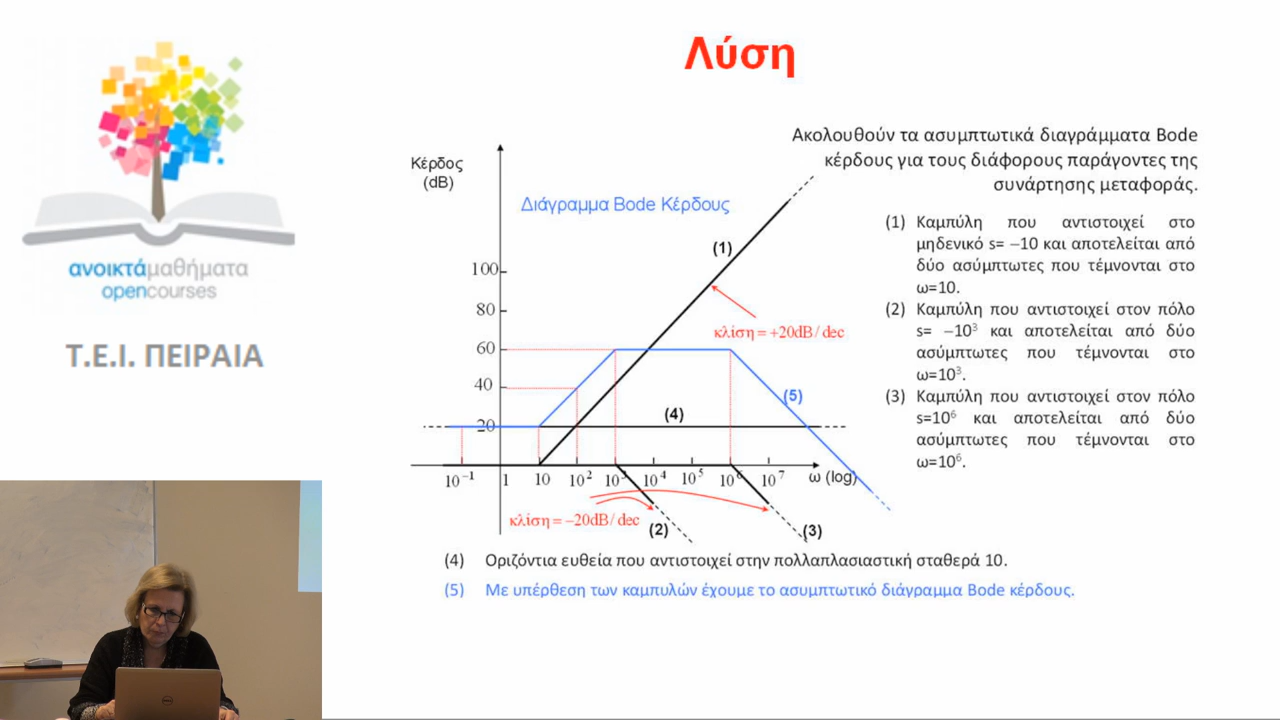 Λύση
ανοικτάμαθήματα
opencourses
Τ.Ε.Ι. ΠΕΙΡΑΙΑ
Ακολουθούν τα ασυμπτωτικά διαγράμματα Bode
κέρδους για τους διάφορους παράγοντες της
συνάρτησης μεταφοράς.
Κέρδος
(dB)
Διάγραμμα Bode Κέρδους
(1)
100
80
60
40
20
κλίση = +20dB/dec
(5)
(4)
10⁻¹ 1 10 10² 10³ 10⁴ 10⁵ 10⁶ 10⁷ ω (log)
κλίση = −20dB/dec
(2)
(3)
(1) Καμπύλη που αντιστοιχεί στο
μηδενικό s= −10 και αποτελείται από
δύο ασύμπτωτες που τέμνονται στο
ω=10.
(2) Καμπύλη που αντιστοιχεί στον πόλο
s= −10³ και αποτελείται από δύο
ασύμπτωτες που τέμνονται στο
ω=10³.
(3) Καμπύλη που αντιστοιχεί στον πόλο
s=10⁶ και αποτελείται από δύο
ασύμπτωτες που τέμνονται στο
ω=10⁶.
(4) Οριζόντια ευθεία που αντιστοιχεί στην πολλαπλασιαστική σταθερά 10.
(5) Με υπέρθεση των καμπυλών έχουμε το ασυμπτωτικό διάγραμμα Bode κέρδους.
DELL